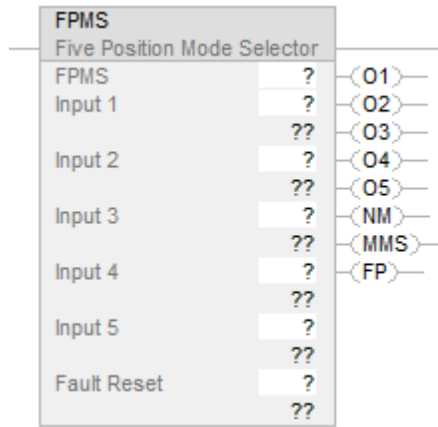 FPMS
Five Position Mode Selector
FPMS ? (O1)
Input 1 ? (O2)
?? (O3)
Input 2 ? (O4)
?? (O5)
Input 3 ? (NM)
?? (MMS)
Input 4 ? (FP)
??
Input 5 ?
??
Fault Reset ?
??